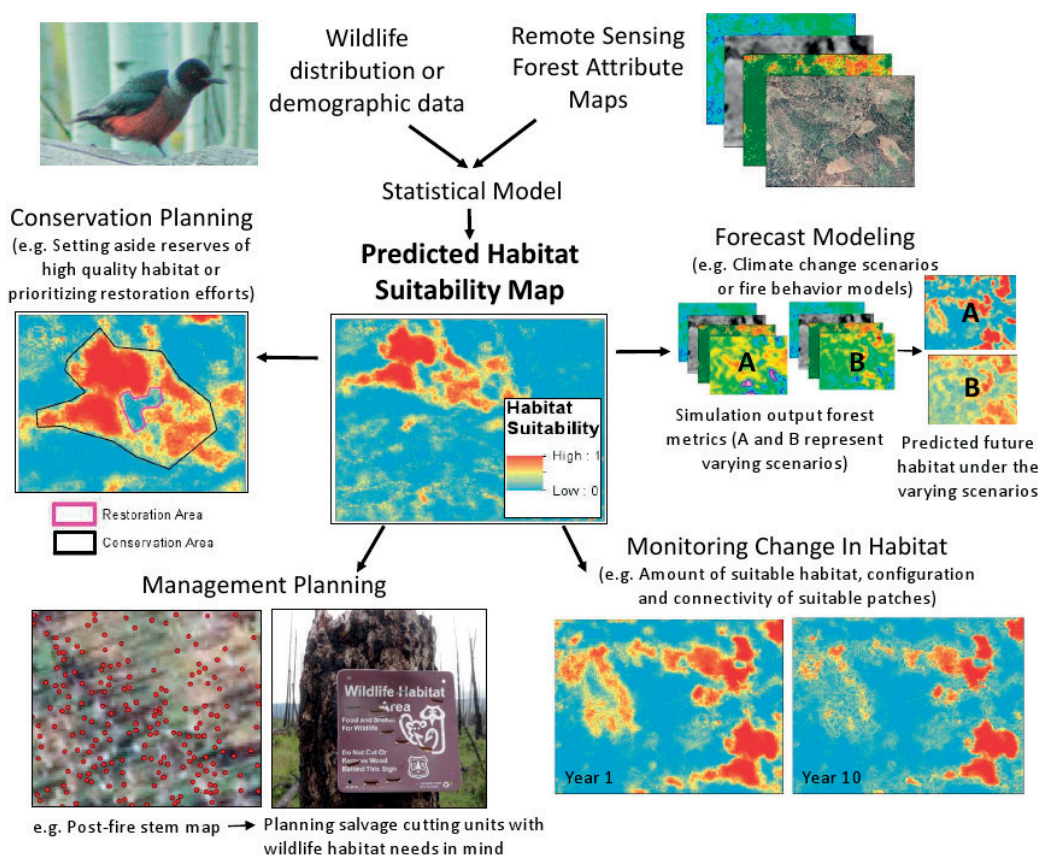 Wildlife
distribution or
demographic data
Remote Sensing
Forest Attribute
Maps
Statistical Model
Predicted Habitat
Suitability Map
Habitat
Suitability
High : 1
Low : 0
Conservation Planning
(e.g. Setting aside reserves of
high quality habitat or
prioritizing restoration efforts)
Restoration Area
Conservation Area
Forecast Modeling
(e.g. Climate change scenarios
or fire behavior models)
A
B
A
B
Simulation output forest
metrics (A and B represent
varying scenarios)
Predicted future
habitat under the
varying scenarios
Management Planning
Wildlife Habitat
Area
Food and Shelter
For Wildlife
Do Not Cut Or
Remove Wood
Behind This Sign
e.g. Post-fire stem map
Planning salvage cutting units with
wildlife habitat needs in mind
Monitoring Change In Habitat
(e.g. Amount of suitable habitat, configuration
and connectivity of suitable patches)
Year 1
Year 10